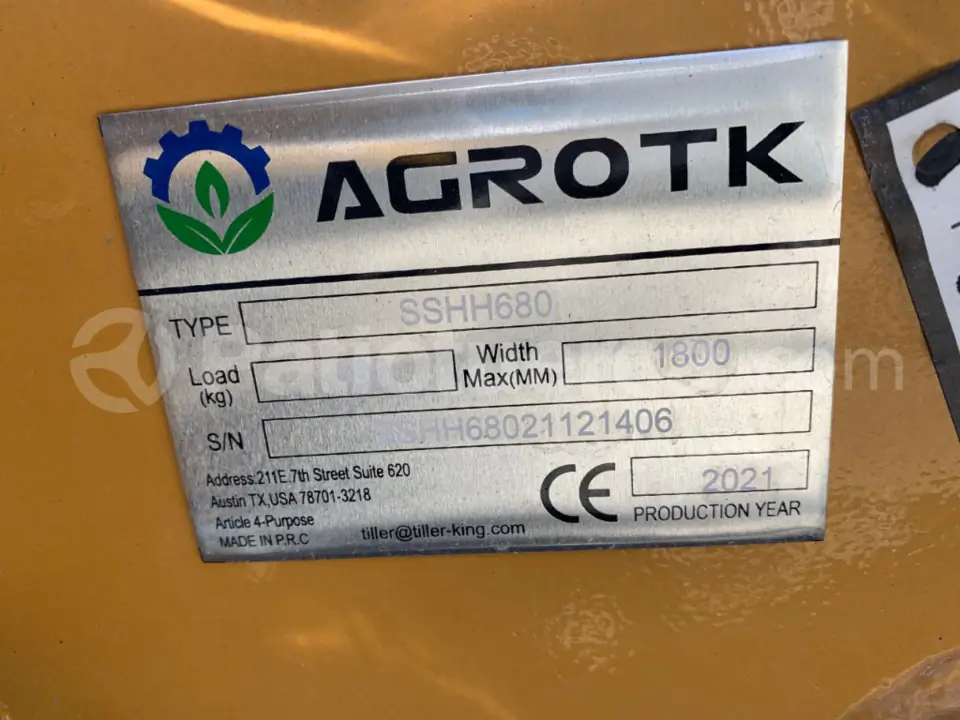 AGROTK
TYPE SSHH680
Load (kg)
Width Max(MM) 1800
S/N SSHH68021121406
Address:211E.7th Street Suite 620
Austin TX,USA 78701-3218
Article 4-Purpose
MADE IN P.R.C
tiller@tiller-king.com
CE
2021
PRODUCTION YEAR